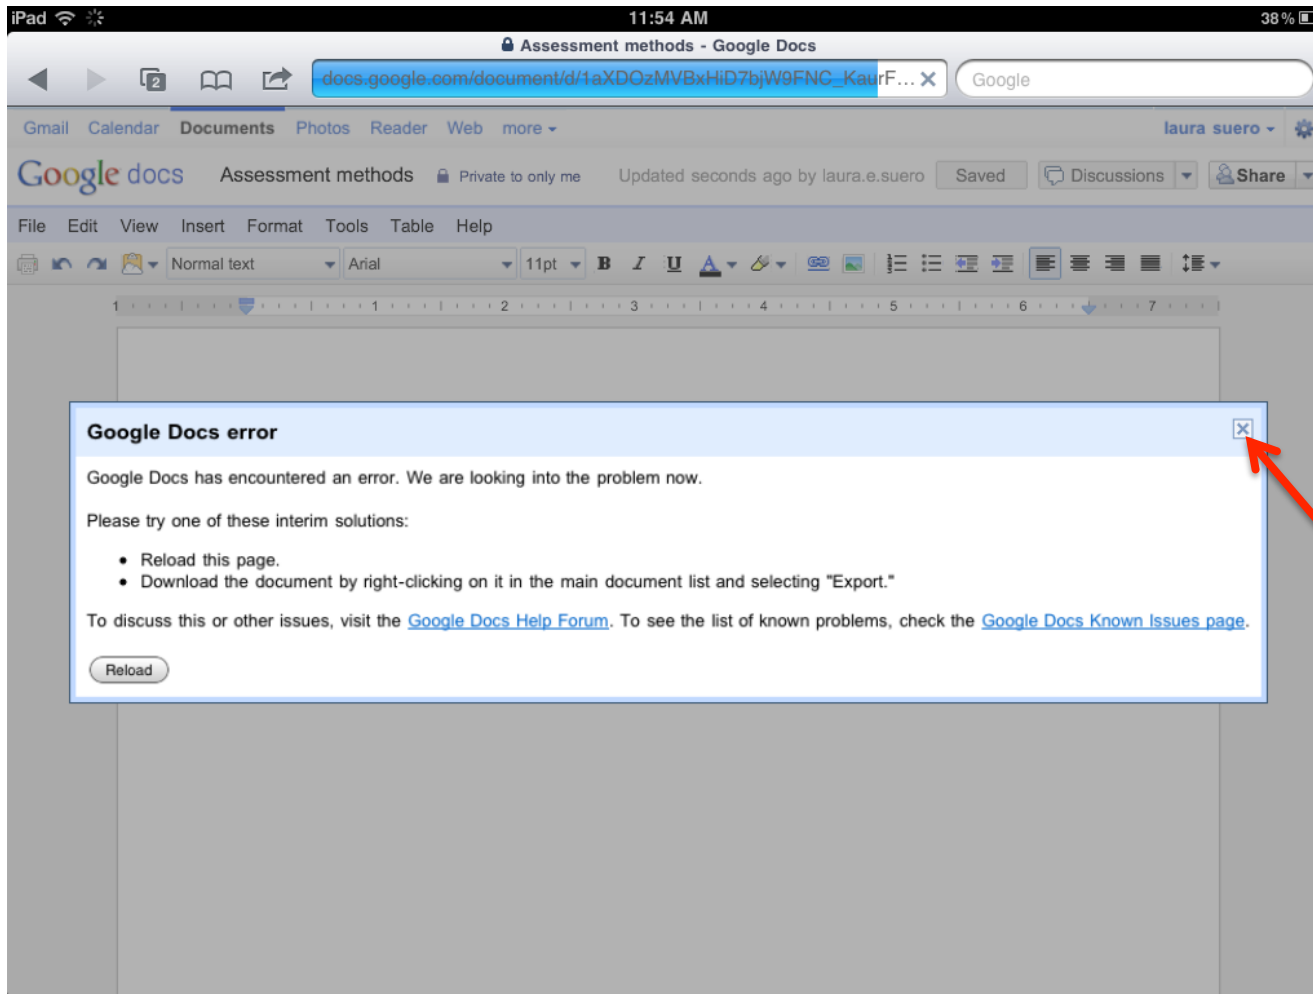 iPad 11:54 AM 38%
Assessment methods - Google Docs
2 docs.google.com/document/d/1aXDOzMVBxHiD7bjW9FNC_KaurF... Google
Gmail Calendar Documents Photos Reader Web more laura suero
Google docs Assessment methods Private to only me Updated seconds ago by laura.e.suero Saved Discussions Share
File Edit View Insert Format Tools Table Help
Normal text Arial 11pt B I U A
1 1 2 3 4 5 6 7
Google Docs error
Google Docs has encountered an error. We are looking into the problem now.
Please try one of these interim solutions:
• Reload this page.
• Download the document by right-clicking on it in the main document list and selecting "Export."
To discuss this or other issues, visit the Google Docs Help Forum. To see the list of known problems, check the Google Docs Known Issues page.
Reload